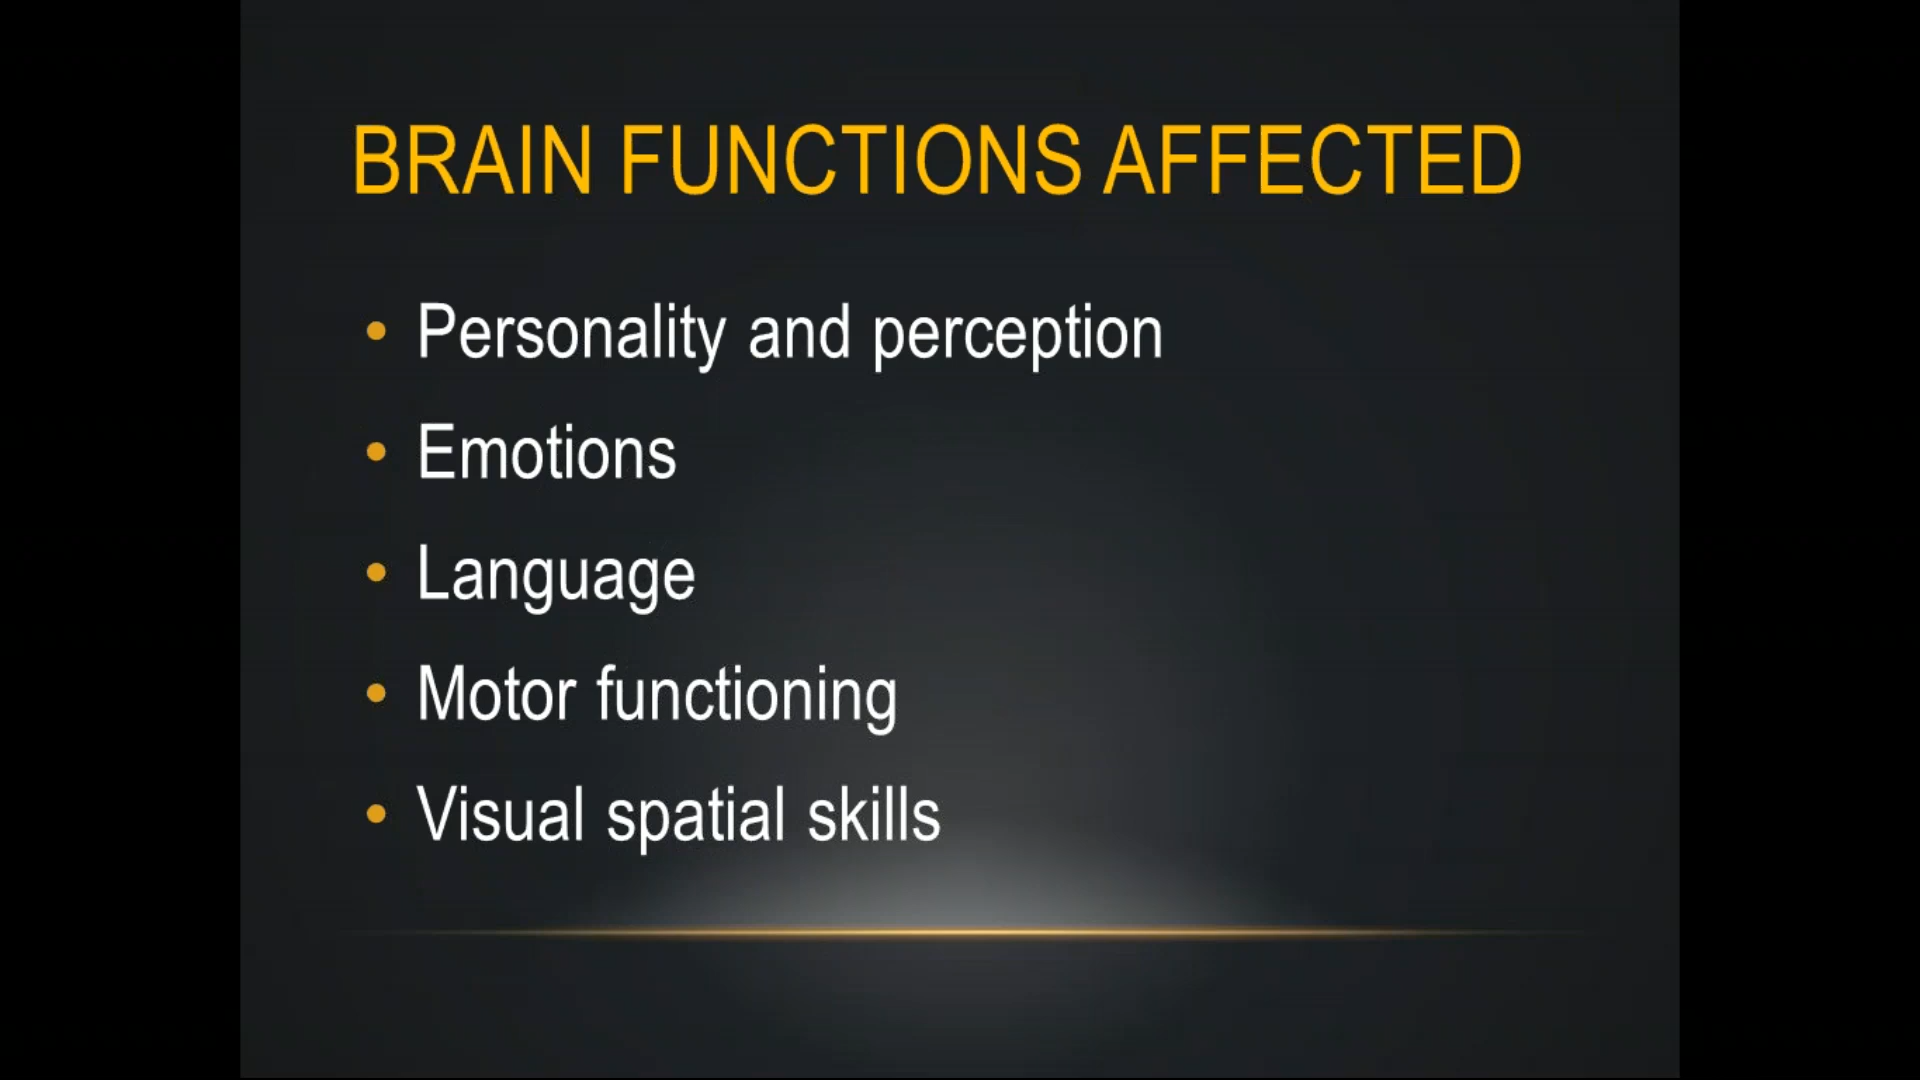 BRAIN FUNCTIONS AFFECTED
• Personality and perception
• Emotions
• Language
• Motor functioning
• Visual spatial skills